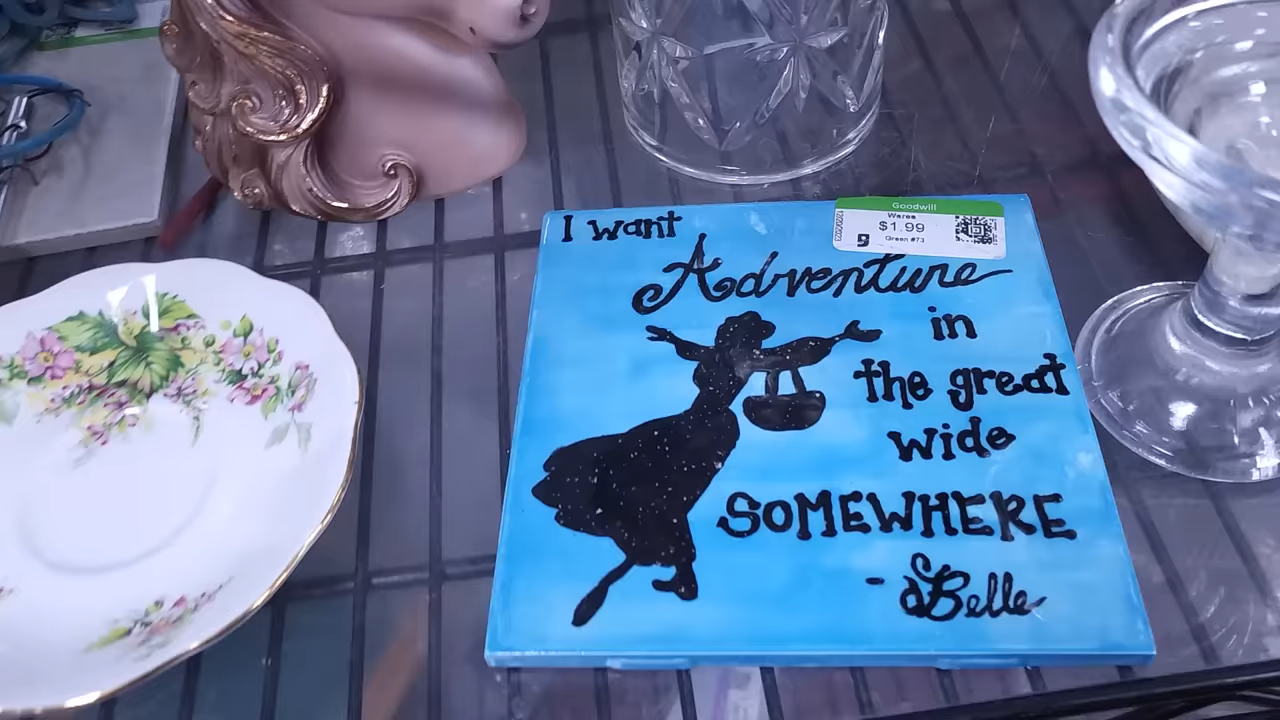 I want
Adventure
in
the great
wide
SOMEWHERE
- Belle
Goodwill
Wares
$1.99
Green #73